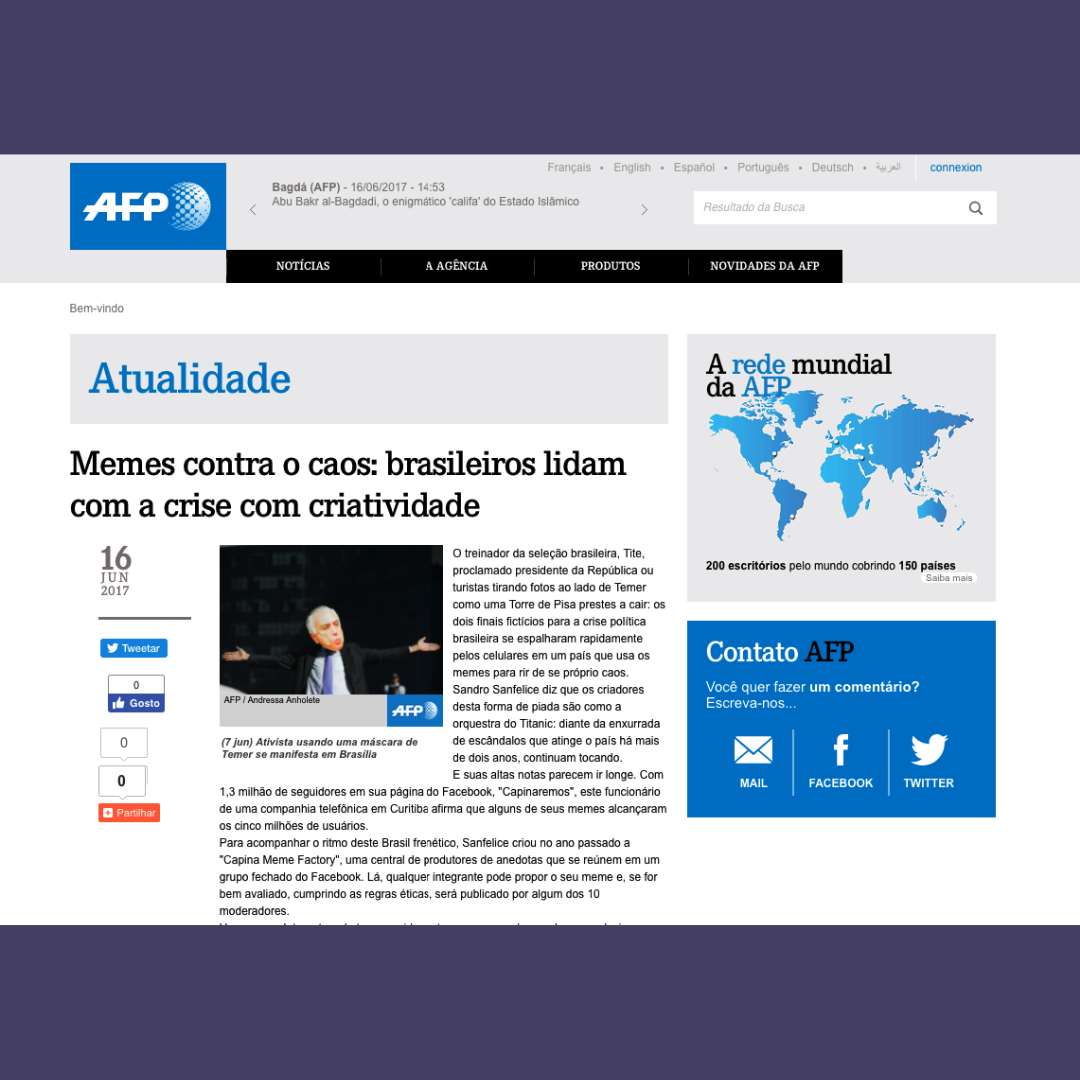 Français • English • Español • Português • Deutsch • العربية connexion
AFP
Bagdá (AFP) - 16/06/2017 - 14:53
Abu Bakr al-Bagdadi, o enigmático 'califa' do Estado Islâmico
Resultado da Busca
NOTÍCIAS A AGÊNCIA PRODUTOS NOVIDADES DA AFP
Bem-vindo
Atualidade
Memes contra o caos: brasileiros lidam
com a crise com criatividade
16
JUN
2017
Tweetar
0
Gosto
0
0
Partilhar
AFP / Andressa Anholete
AFP
(7 jun) Ativista usando uma máscara de
Temer se manifesta em Brasília
O treinador da seleção brasileira, Tite,
proclamado presidente da República ou
turistas tirando fotos ao lado de Temer
como uma Torre de Pisa prestes a cair: os
dois finais fictícios para a crise política
brasileira se espalharam rapidamente
pelos celulares em um país que usa os
memes para rir de se próprio caos.
Sandro Sanfelice diz que os criadores
desta forma de piada são como a
orquestra do Titanic: diante da enxurrada
de escândalos que atinge o país há mais
de dois anos, continuam tocando.
E suas altas notas parecem ir longe. Com
1,3 milhão de seguidores em sua página do Facebook, "Capinaremos", este funcionário
de uma companhia telefônica em Curitiba afirma que alguns de seus memes alcançaram
os cinco milhões de usuários.
Para acompanhar o ritmo deste Brasil frenético, Sanfelice criou no ano passado a
"Capina Meme Factory", uma central de produtores de anedotas que se reúnem em um
grupo fechado do Facebook. Lá, qualquer integrante pode propor o seu meme e, se for
bem avaliado, cumprindo as regras éticas, será publicado por algum dos 10
moderadores.
A rede mundial
da AFP
200 escritórios pelo mundo cobrindo 150 países
Saiba mais
Contato AFP
Você quer fazer um comentário?
Escreva-nos...
MAIL FACEBOOK TWITTER